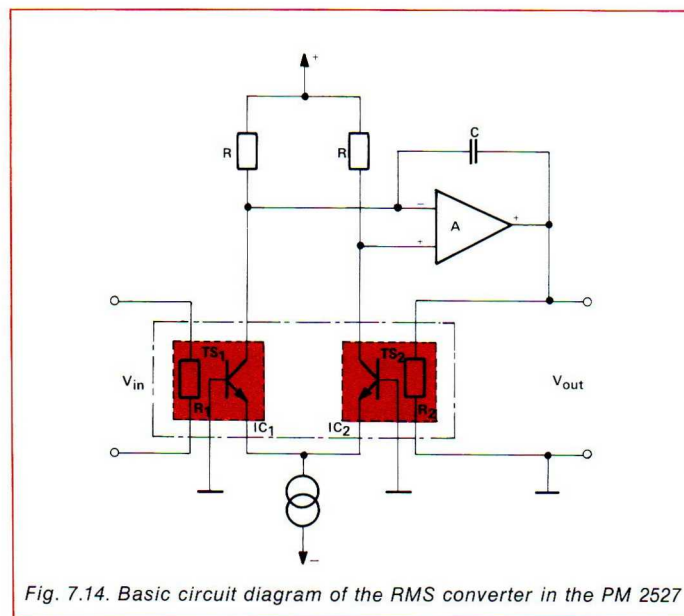 +
R
R
C
−
A
+
+
TS1
TS2
Vin
R1
R2
Vout
IC1
IC2
−
Fig. 7.14. Basic circuit diagram of the RMS converter in the PM 2527